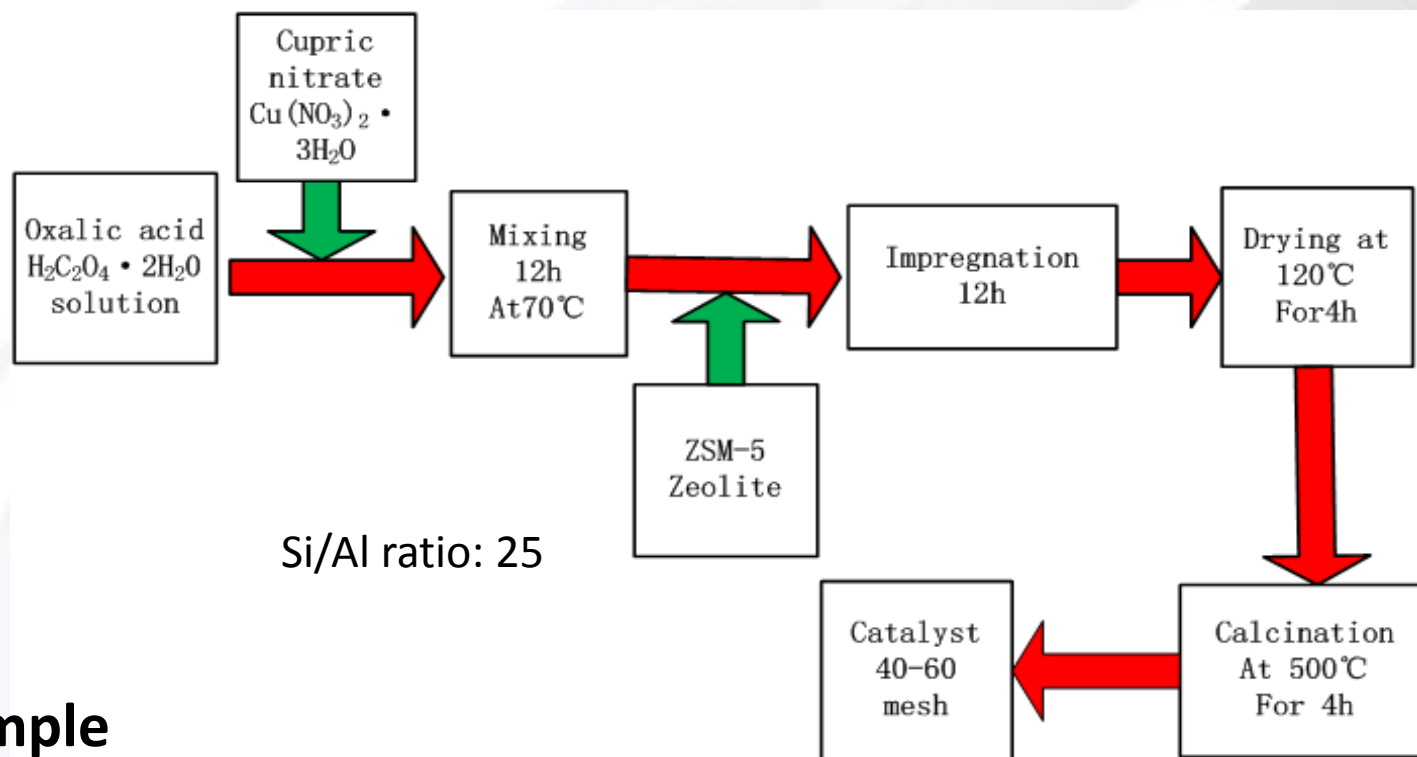 Cupric
nitrate
Cu(NO₃)₂ •
3H₂O
Oxalic acid
H₂C₂O₄ • 2H₂O
solution
Mixing
12h
At70℃
Impregnation
12h
Drying at
120℃
For4h
ZSM-5
Zeolite
Si/Al ratio: 25
Calcination
At 500℃
For 4h
Catalyst
40-60
mesh
mple